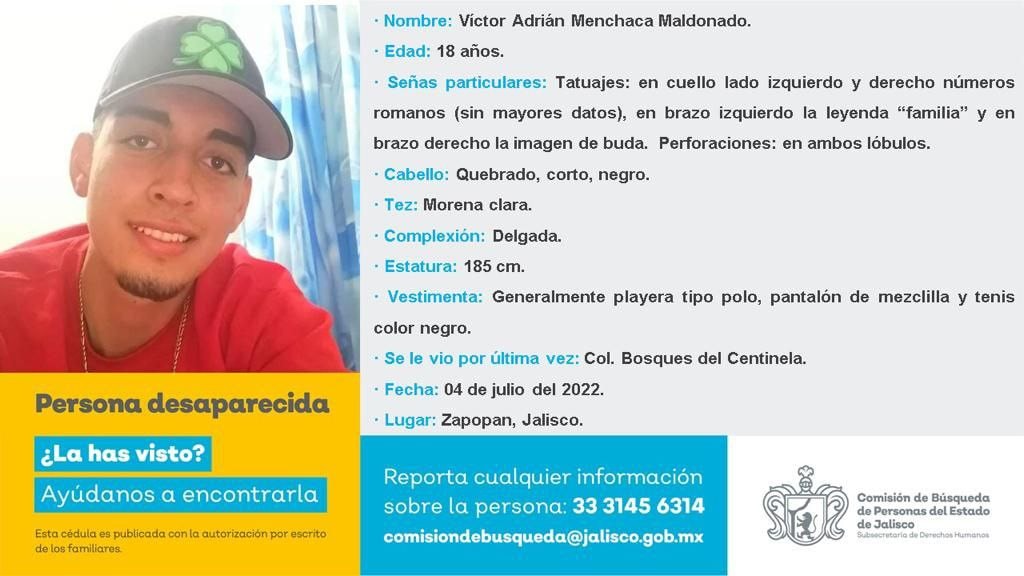 · Nombre: Víctor Adrián Menchaca Maldonado.
· Edad: 18 años.
· Señas particulares: Tatuajes: en cuello lado izquierdo y derecho números
romanos (sin mayores datos), en brazo izquierdo la leyenda “familia” y en
brazo derecho la imagen de buda. Perforaciones: en ambos lóbulos.
· Cabello: Quebrado, corto, negro.
· Tez: Morena clara.
· Complexión: Delgada.
· Estatura: 185 cm.
· Vestimenta: Generalmente playera tipo polo, pantalón de mezclilla y tenis
color negro.
· Se le vio por última vez: Col. Bosques del Centinela.
· Fecha: 04 de julio del 2022.
· Lugar: Zapopan, Jalisco.
Persona desaparecida
¿La has visto?
Ayúdanos a encontrarla
Esta cédula es publicada con la autorización por escrito
de los familiares.
Reporta cualquier información
sobre la persona: 33 3145 6314
comisiondebusqueda@jalisco.gob.mx
Comisión de Búsqueda
de Personas del Estado
de Jalisco
Subsecretaría de Derechos Humanos